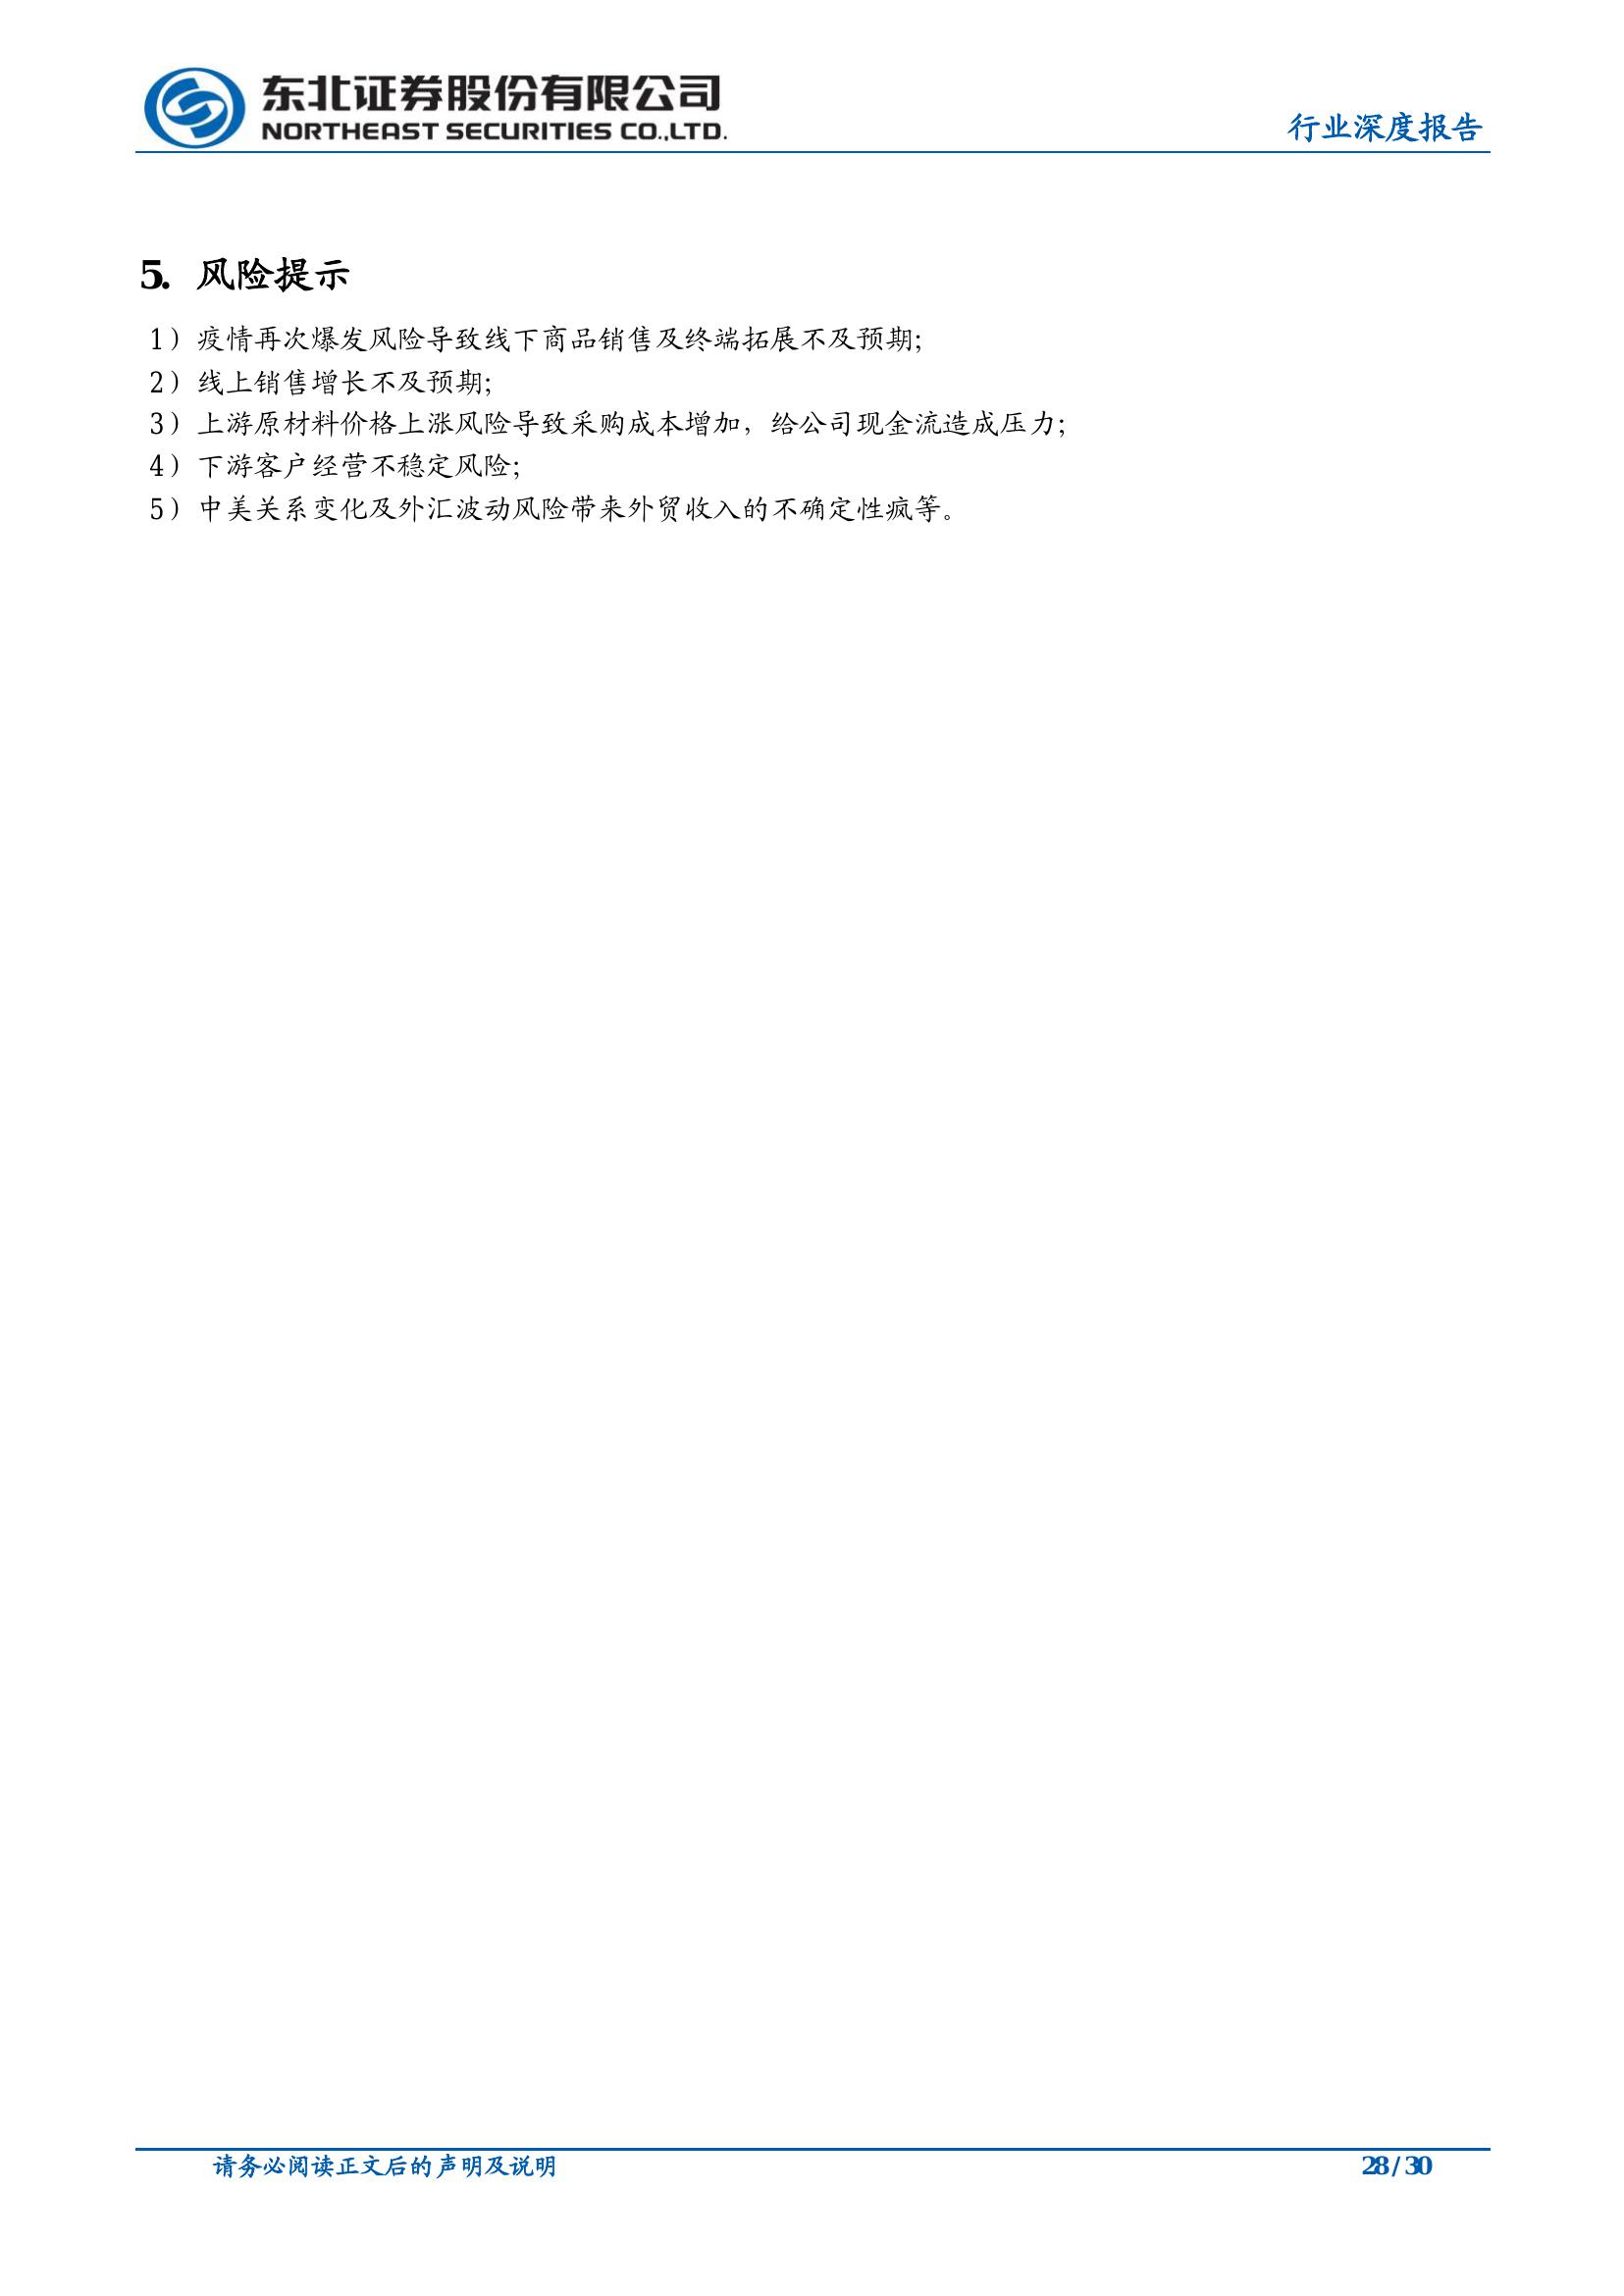 东北证券股份有限公司
NORTHEAST SECURITIES CO.,LTD.
行业深度报告
5. 风险提示
1）疫情再次爆发风险导致线下商品销售及终端拓展不及预期；
2）线上销售增长不及预期；
3）上游原材料价格上涨风险导致采购成本增加，给公司现金流造成压力；
4）下游客户经营不稳定风险；
5）中美关系变化及外汇波动风险带来外贸收入的不确定性疯等。
请务必阅读正文后的声明及说明
28 / 30